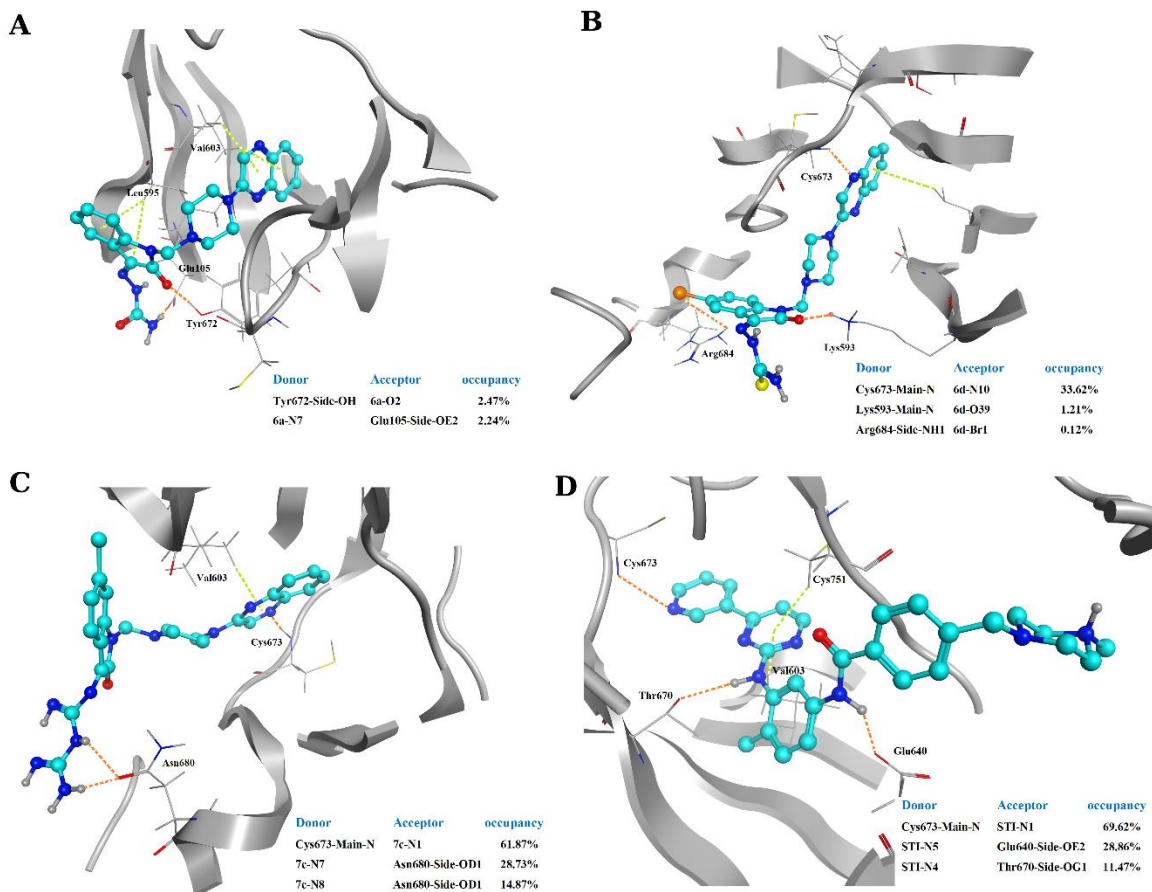 A
Val603
Leu595
Glu105
Tyr672
Donor Acceptor occupancy
Tyr672-Side-OH 6a-O2 2.47%
6a-N7 Glu105-Side-OE2 2.24%
B
Cys673
Arg684
Lys593
Donor Acceptor occupancy
Cys673-Main-N 6d-N10 33.62%
Lys593-Main-N 6d-O39 1.21%
Arg684-Side-NH1 6d-Br1 0.12%
C
Val603
Cys673
Asn680
Donor Acceptor occupancy
Cys673-Main-N 7c-N1 61.87%
7c-N7 Asn680-Side-OD1 28.73%
7c-N8 Asn680-Side-OD1 14.87%
D
Cys673
Cys751
Val603
Thr670
Glu640
Donor Acceptor occupancy
Cys673-Main-N STI-N1 69.62%
STI-N5 Glu640-Side-OE2 28.86%
STI-N4 Thr670-Side-OG1 11.47%